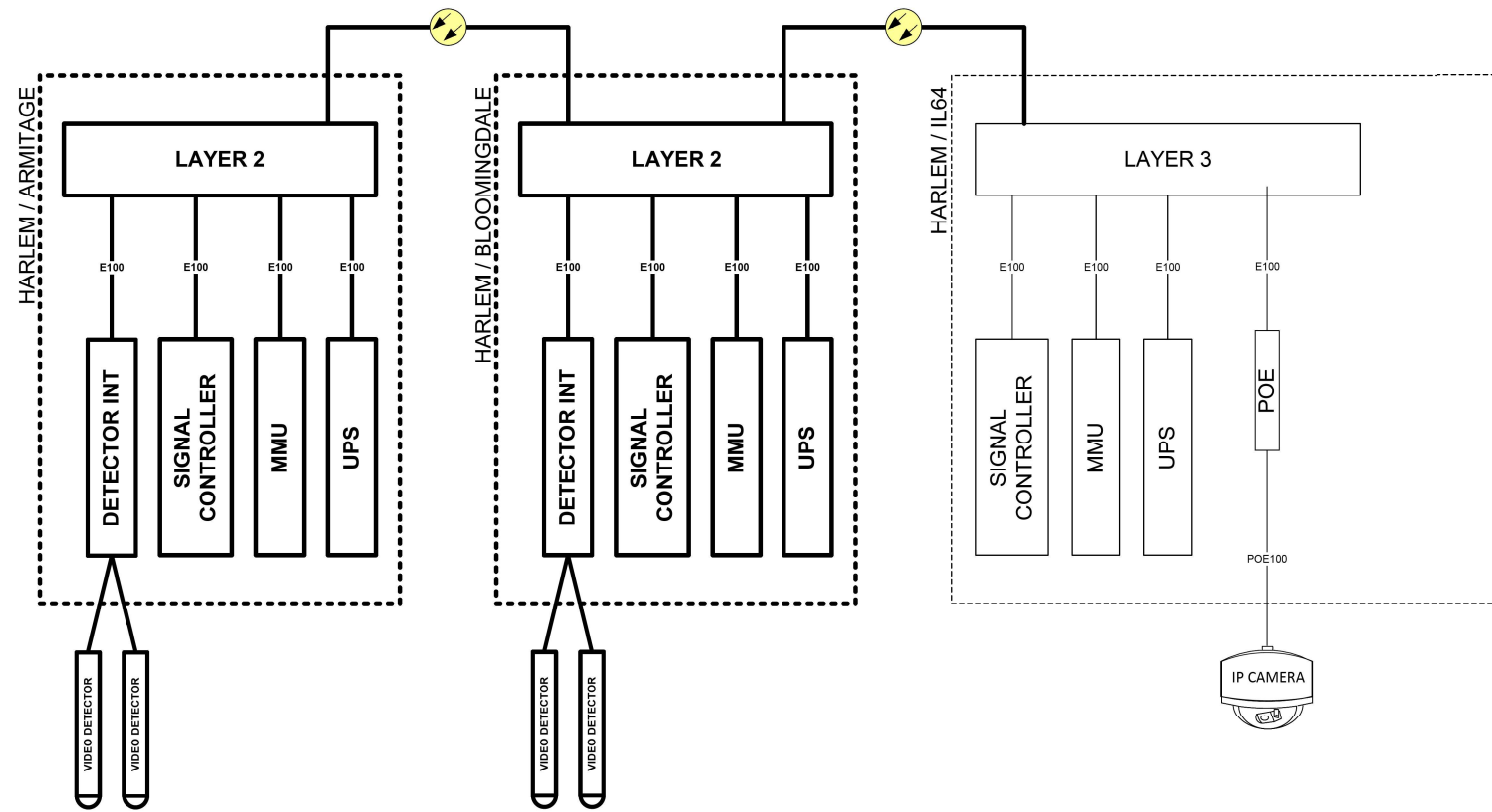 HARLEM / ARMITAGE
LAYER 2
E100
E100
E100
E100
DETECTOR INT
SIGNAL
CONTROLLER
MMU
UPS
VIDEO DETECTOR
VIDEO DETECTOR
HARLEM / BLOOMINGDALE
LAYER 2
E100
E100
E100
E100
DETECTOR INT
SIGNAL
CONTROLLER
MMU
UPS
VIDEO DETECTOR
VIDEO DETECTOR
HARLEM / IL64
LAYER 3
E100
E100
E100
E100
SIGNAL
CONTROLLER
MMU
UPS
POE
POE100
IP CAMERA